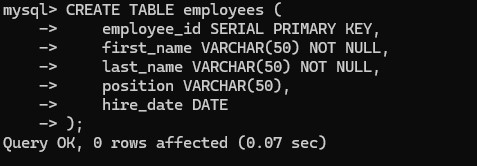 mysql> CREATE TABLE employees (
    ->     employee_id SERIAL PRIMARY KEY,
    ->     first_name VARCHAR(50) NOT NULL,
    ->     last_name VARCHAR(50) NOT NULL,
    ->     position VARCHAR(50),
    ->     hire_date DATE
    -> );
Query OK, 0 rows affected (0.07 sec)